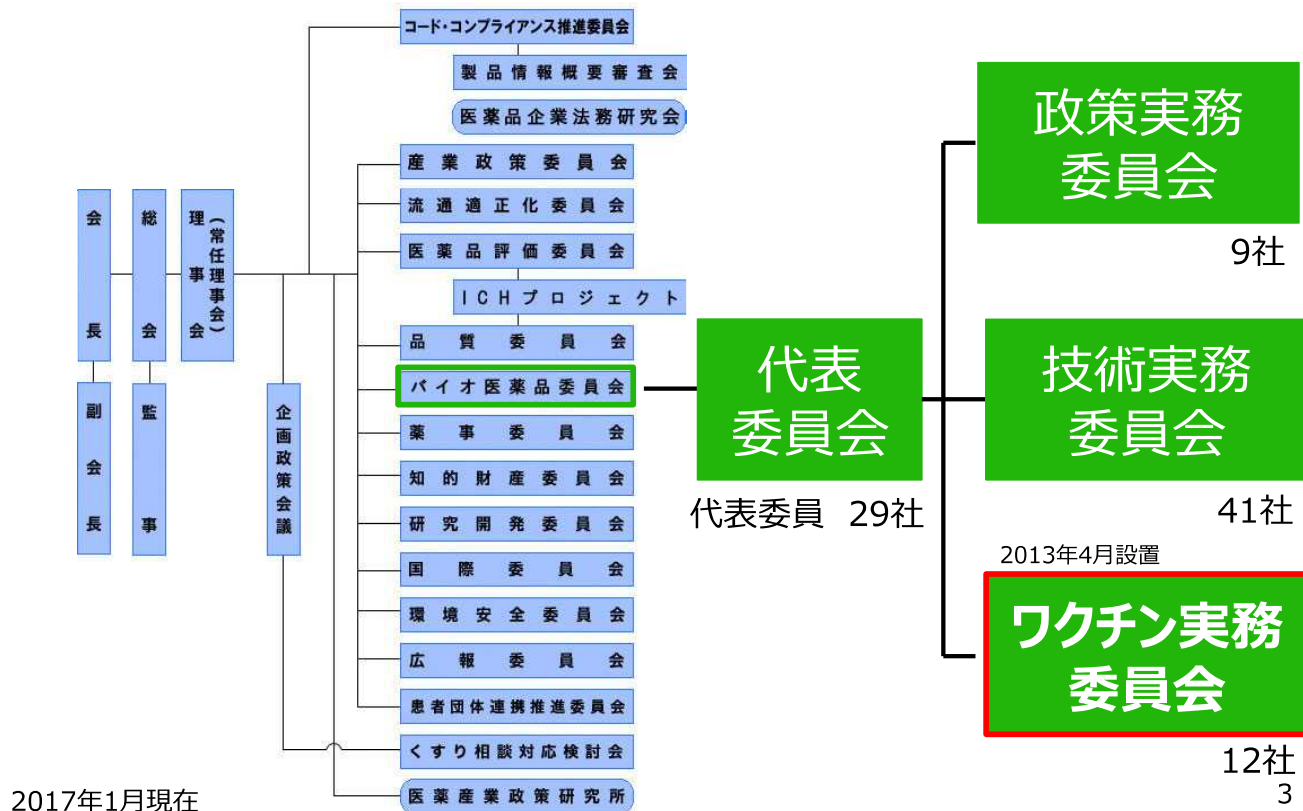 会長
副会長
総会
監事
理事会
（常任理事会）
企画政策会議
コード・コンプライアンス推進委員会
製品情報概要審査会
医薬品企業法務研究会
産業政策委員会
流通適正化委員会
医薬品評価委員会
ICHプロジェクト
品質委員会
バイオ医薬品委員会
薬事委員会
知的財産委員会
研究開発委員会
国際委員会
環境安全委員会
広報委員会
患者団体連携推進委員会
くすり相談対応検討会
医薬産業政策研究所
代表
委員会
代表委員 29社
政策実務
委員会
9社
技術実務
委員会
41社
2013年4月設置
ワクチン実務
委員会
12社
2017年1月現在
3